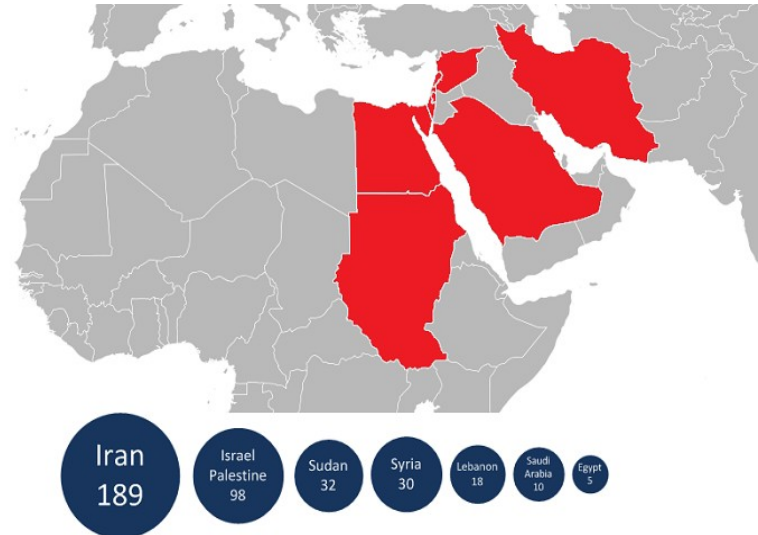 Iran
189
Israel
Palestine
98
Sudan
32
Syria
30
Lebanon
18
Saudi
Arabia
10
Egypt
5